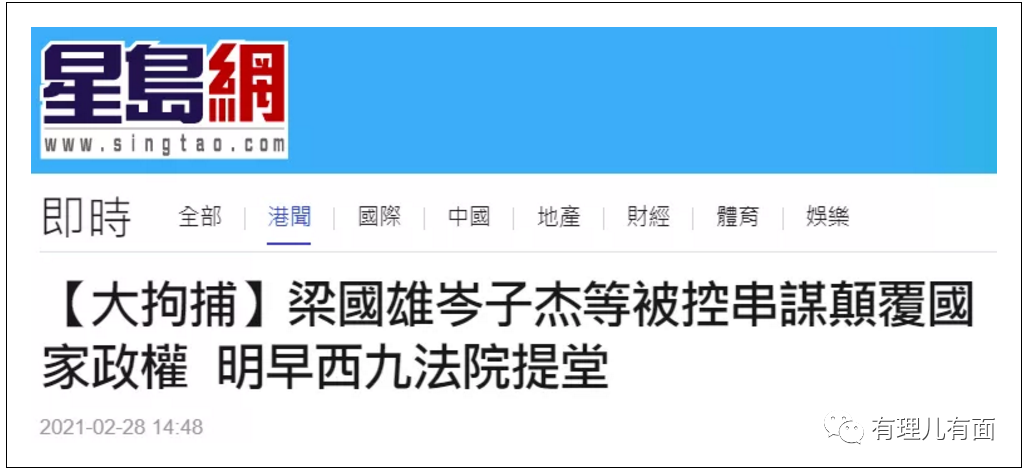 星島網
www.singtao.com
即時 全部 港聞 國際 中國 地產 財經 體育 娛樂
【大拘捕】梁國雄岑子杰等被控串謀顛覆國
家政權 明早西九法院提堂
2021-02-28 14:48
有理儿有面